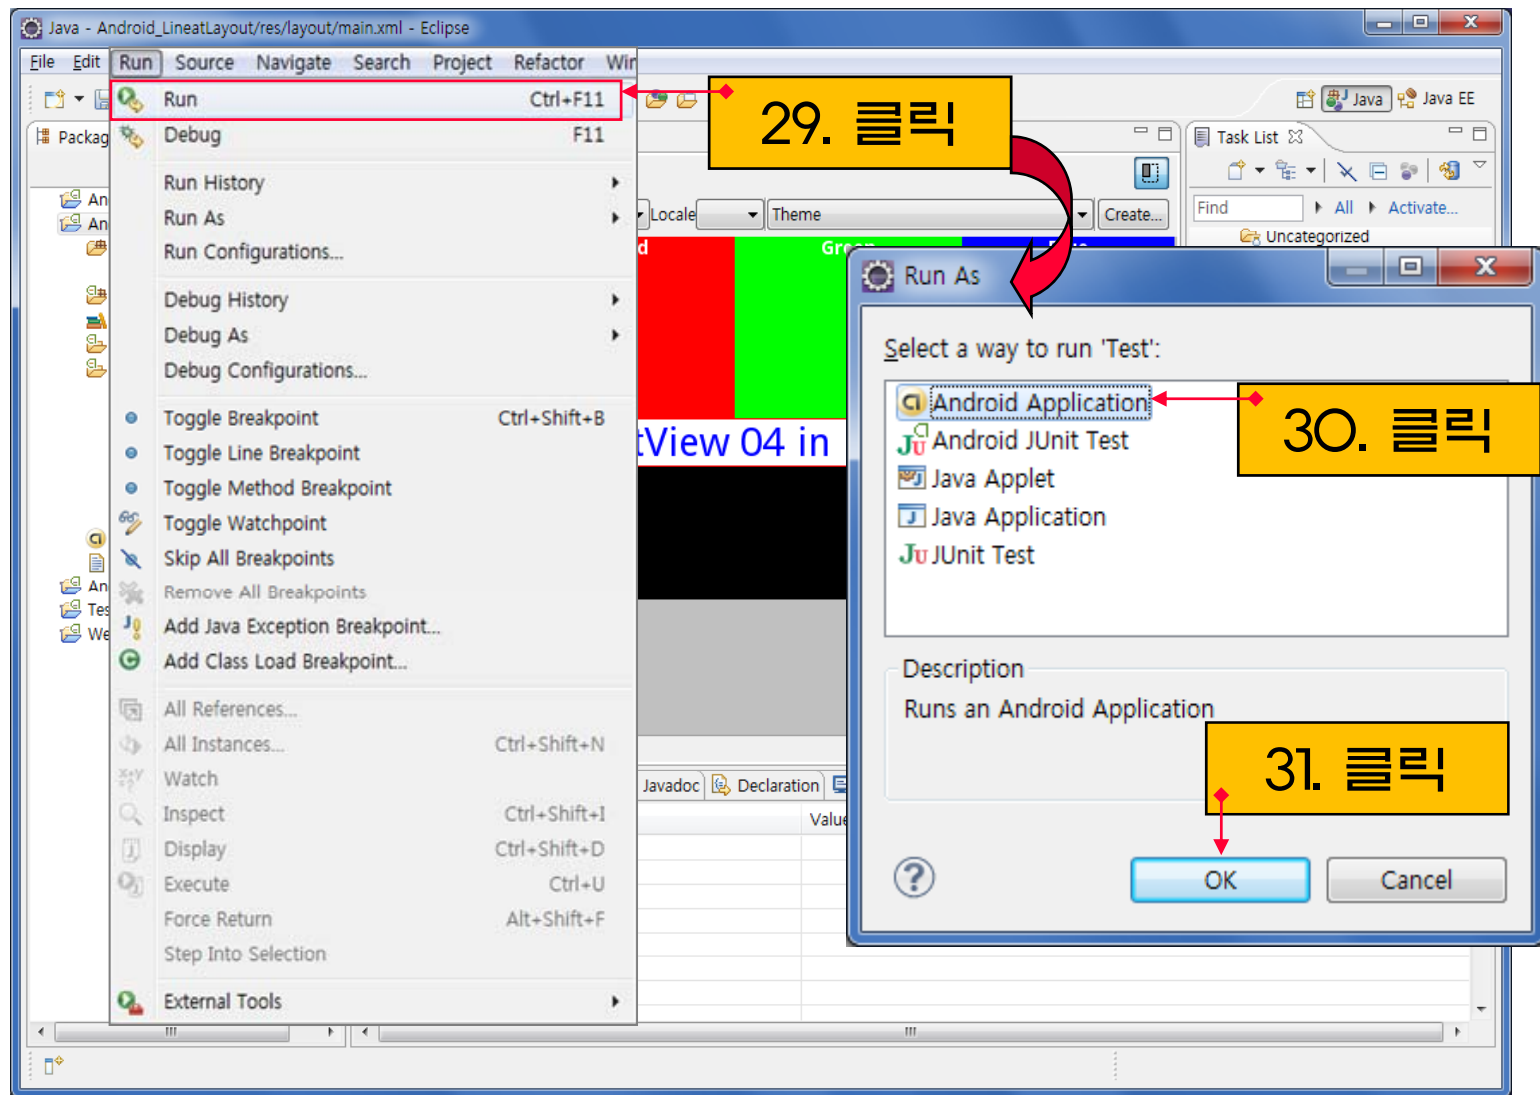 Java - Android_LineatLayout/res/layout/main.xml - Eclipse
File Edit Run Source Navigate Search Project Refactor
Run Ctrl+F11
Debug F11
Run History
Run As
Run Configurations...
Debug History
Debug As
Debug Configurations...
Toggle Breakpoint Ctrl+Shift+B
Toggle Line Breakpoint
Toggle Method Breakpoint
Toggle Watchpoint
Skip All Breakpoints
Remove All Breakpoints
Add Java Exception Breakpoint...
Add Class Load Breakpoint...
All References...
All Instances... Ctrl+Shift+N
Watch
Inspect Ctrl+Shift+I
Display Ctrl+Shift+D
Execute Ctrl+U
Force Return Alt+Shift+F
Step Into Selection
External Tools
29. 클릭
Java Java EE
Packag
An
An
An
Tes
We
Locale Theme Create...
tView 04 in
Javadoc Declaration
Value
Task List
Find All Activate...
Uncategorized
Run As
Select a way to run 'Test':
Android Application
Android JUnit Test
Java Applet
Java Application
JUnit Test
30. 클릭
Description
Runs an Android Application
31. 클릭
OK Cancel